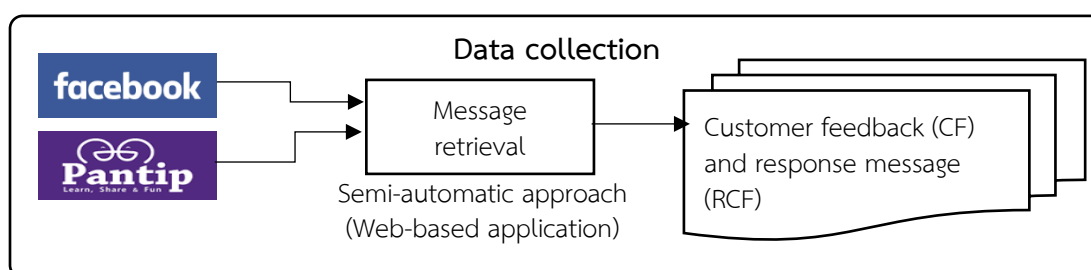 Data collection
facebook
Pantip
Learn, Share & Fun
Message
retrieval
Semi-automatic approach
(Web-based application)
Customer feedback (CF)
and response message
(RCF)